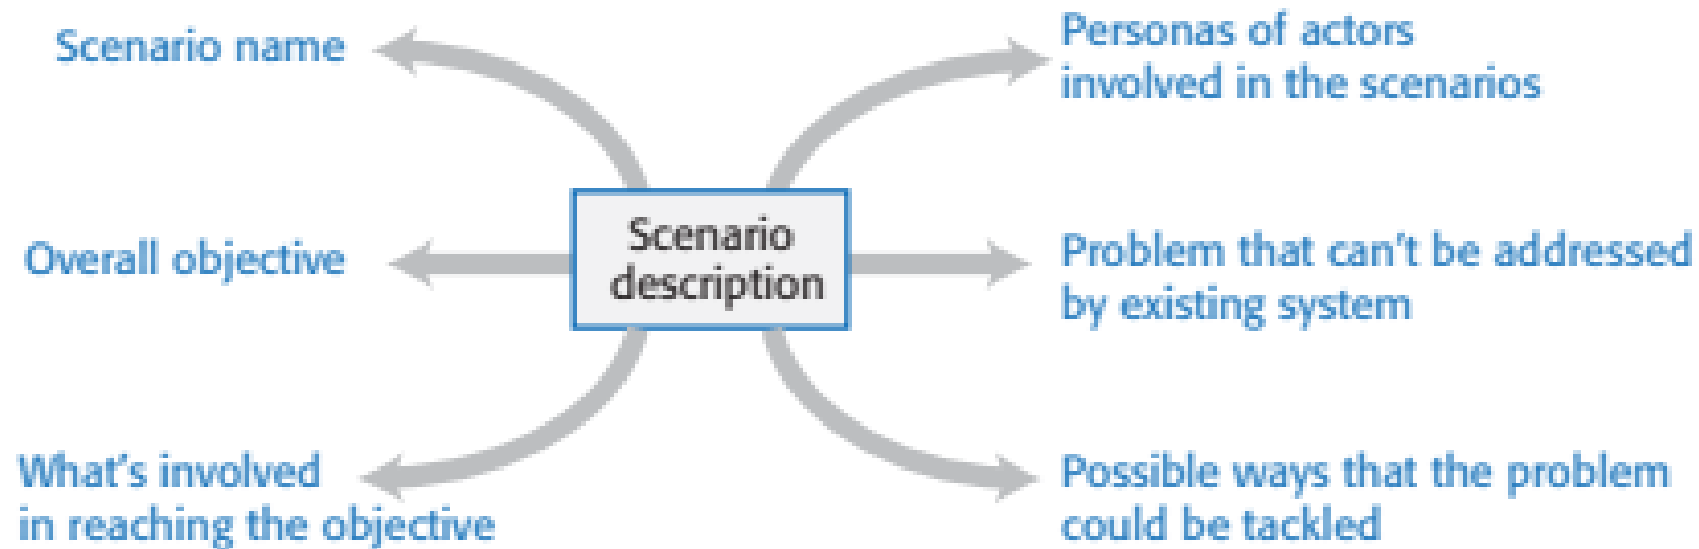 Scenario name
Personas of actors
involved in the scenarios
Overall objective
Scenario
description
Problem that can't be addressed
by existing system
What's involved
in reaching the objective
Possible ways that the problem
could be tackled